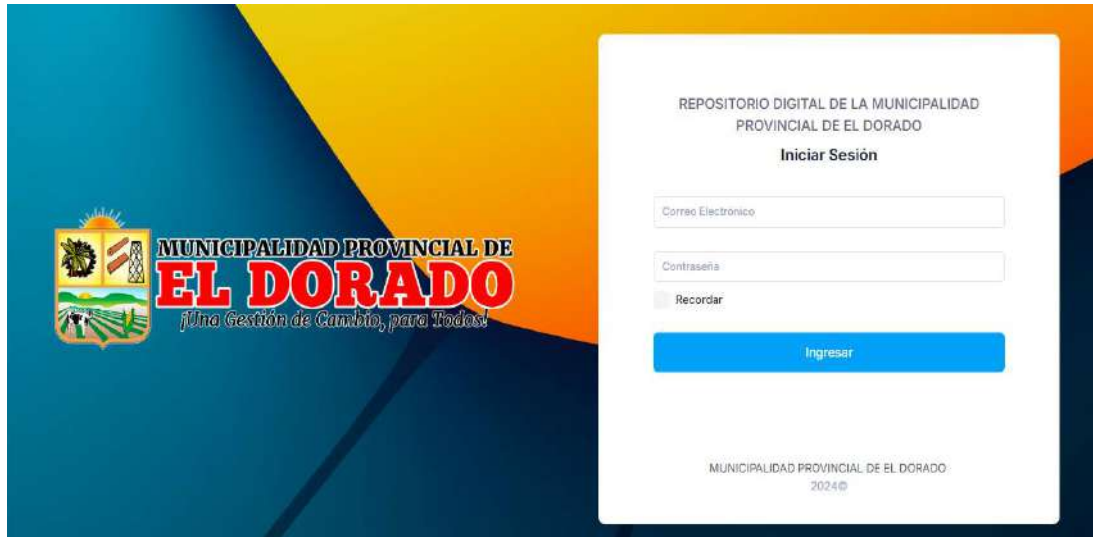 MUNICIPALIDAD PROVINCIAL DE
EL DORADO
¡Una Gestión de Cambio, para Todos!
REPOSITORIO DIGITAL DE LA MUNICIPALIDAD
PROVINCIAL DE EL DORADO
Iniciar Sesión
Correo Electrónico
Contraseña
Recordar
Ingresar
MUNICIPALIDAD PROVINCIAL DE EL DORADO
2024©